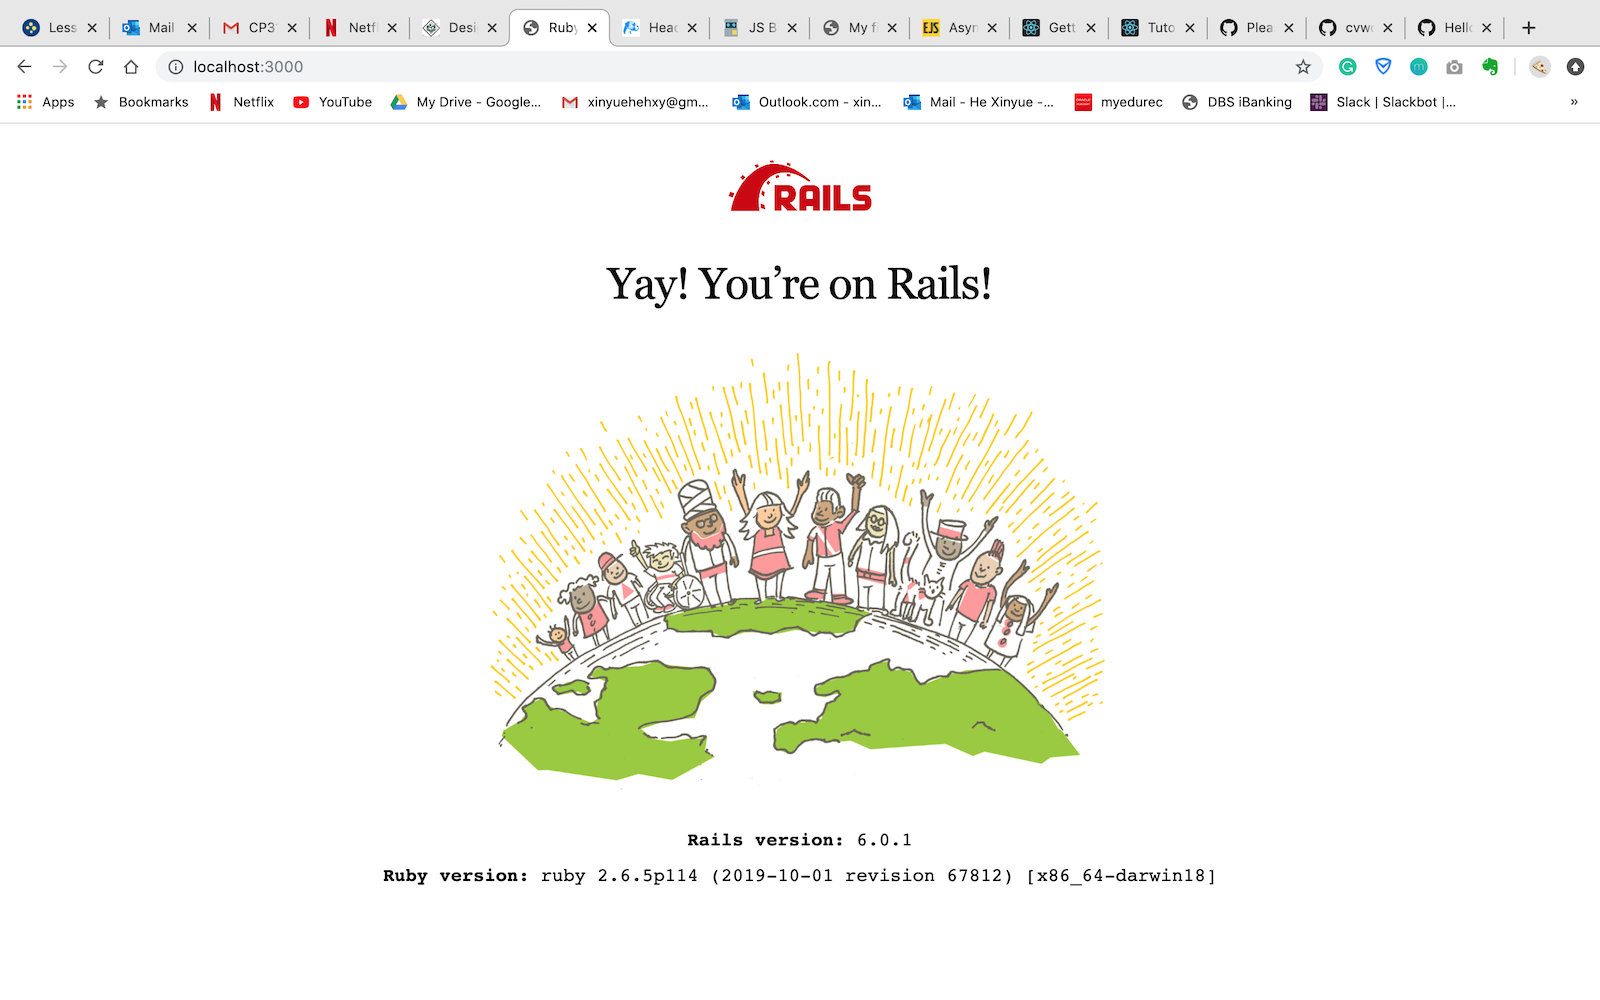 Less Mail CP3 Netfl Desi Ruby Head JS B My f Asyn Gett Tuto Plea cvw Hello
localhost:3000
Apps Bookmarks Netflix YouTube My Drive - Google... xinyuehehxy@gm... Outlook.com - xin... Mail - He Xinyue -... myedurec DBS iBanking Slack | Slackbot |... »
RAILS
Yay! You’re on Rails!
Rails version: 6.0.1
Ruby version: ruby 2.6.5p114 (2019-10-01 revision 67812) [x86_64-darwin18]